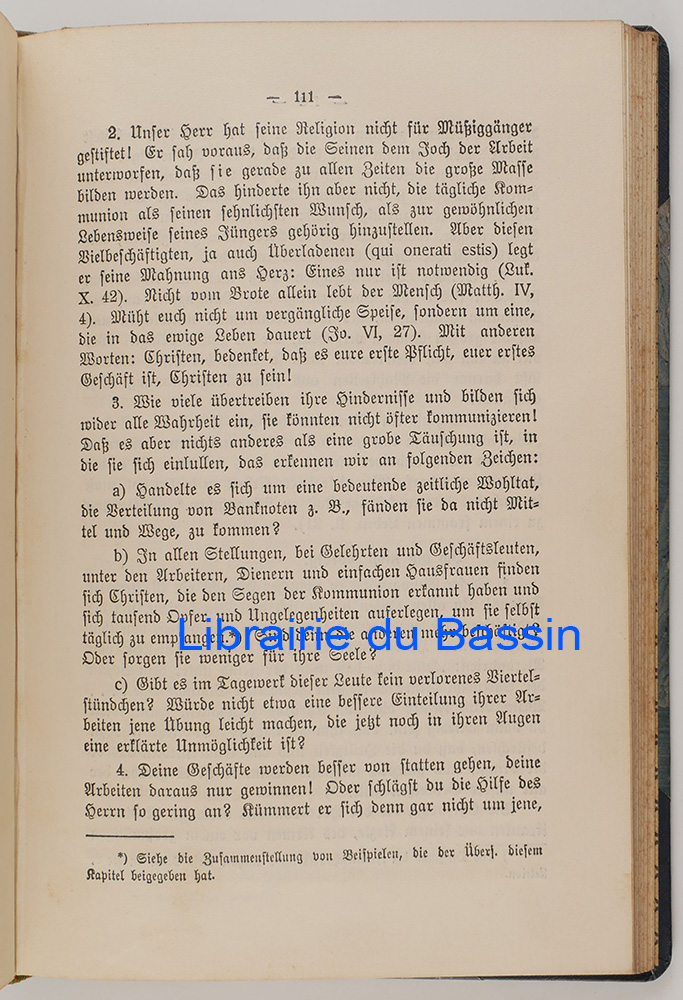 — 111 —
2. Unser Herr hat seine Religion nicht für Müßiggänger
gestiftet! Er sah voraus, daß die Seinen dem Joch der Arbeit
unterworfen, daß sie gerade zu allen Zeiten die große Masse
bilden werden. Das hinderte ihn aber nicht, die tägliche Kom-
munion als seinen sehnlichsten Wunsch, als zur gewöhnlichen
Lebensweise seines Jüngers gehörig hinzustellen. Aber diesen
Vielbeschäftigten, ja auch Überladenen (qui onerati estis) legt
er seine Mahnung ans Herz: Eines nur ist notwendig (Luk.
X. 42). Nicht vom Brote allein lebt der Mensch (Matth. IV,
4). Müht euch nicht um vergängliche Speise, sondern um eine,
die in das ewige Leben dauert (Jo. VI, 27). Mit anderen
Worten: Christen, bedenket, daß es eure erste Pflicht, euer erstes
Geschäft ist, Christen zu sein!
3. Wie viele übertreiben ihre Hindernisse und bilden sich
wider alle Wahrheit ein, sie könnten nicht öfter kommunizieren!
Daß es aber nichts anderes als eine grobe Täuschung ist, in
die sie sich einlullen, das erkennen wir an folgenden Zeichen:
a) Handelte es sich um eine bedeutende zeitliche Wohltat,
die Verteilung von Banknoten z. B., fänden sie da nicht Mit-
tel und Wege, zu kommen?
b) In allen Stellungen, bei Gelehrten und Geschäftsleuten,
unter den Arbeitern, Dienern und einfachen Hausfrauen finden
sich Christen, die den Segen der Kommunion erkannt haben und
sich tausend Opfer und Ungelegenheiten auferlegen, um sie selbst
täglich zu empfangen.*) Sind denn die anderen mehr beschäftigt?
Librairie du Bassin
Oder sorgen sie weniger für ihre Seele?
c) Gibt es im Tagewerk dieser Leute kein verlorenes Viertel-
stündchen? Würde nicht etwa eine bessere Einteilung ihrer Ar-
beiten jene Übung leicht machen, die jetzt noch in ihren Augen
eine erklärte Unmöglichkeit ist?
4. Deine Geschäfte werden besser von statten gehen, deine
Arbeiten daraus nur gewinnen! Oder schlägst du die Hilfe des
Herrn so gering an? Kümmert er sich denn gar nicht um jene,
*) Siehe die Zusammenstellung von Beispielen, die der Übers. diesem
Kapitel beigegeben hat.